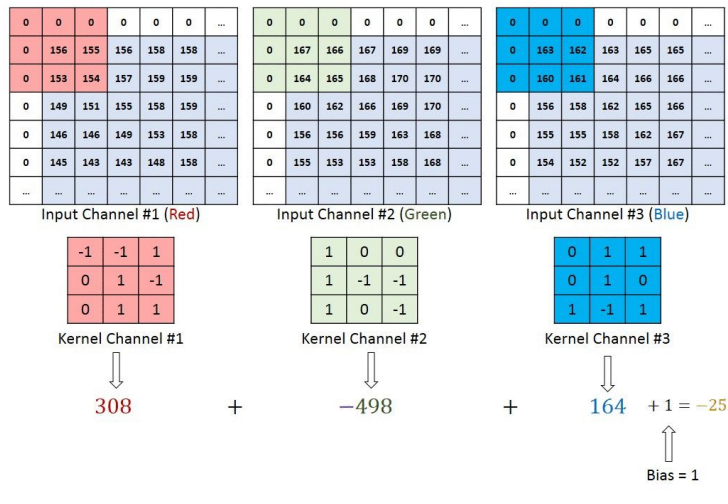 0 0 0 0 0 0 ...
0 156 155 156 158 158 ...
0 153 154 157 159 159 ...
0 149 151 155 158 159 ...
0 146 146 149 153 158 ...
0 145 143 143 148 158 ...
... ... ... ... ... ... ...
Input Channel #1 (Red)
0 0 0 0 0 0 ...
0 167 166 167 169 169 ...
0 164 165 168 170 170 ...
0 160 162 166 169 170 ...
0 156 156 159 163 168 ...
0 155 153 153 158 168 ...
... ... ... ... ... ... ...
Input Channel #2 (Green)
0 0 0 0 0 0 ...
0 163 162 163 165 165 ...
0 160 161 164 166 166 ...
0 156 158 162 165 166 ...
0 155 155 158 162 167 ...
0 154 152 152 157 167 ...
... ... ... ... ... ... ...
Input Channel #3 (Blue)
-1 -1 1
0 1 -1
0 1 1
Kernel Channel #1
1 0 0
1 -1 -1
1 0 -1
Kernel Channel #2
0 1 1
0 1 0
1 -1 1
Kernel Channel #3
308 + −498 + 164 + 1 = −25
Bias = 1